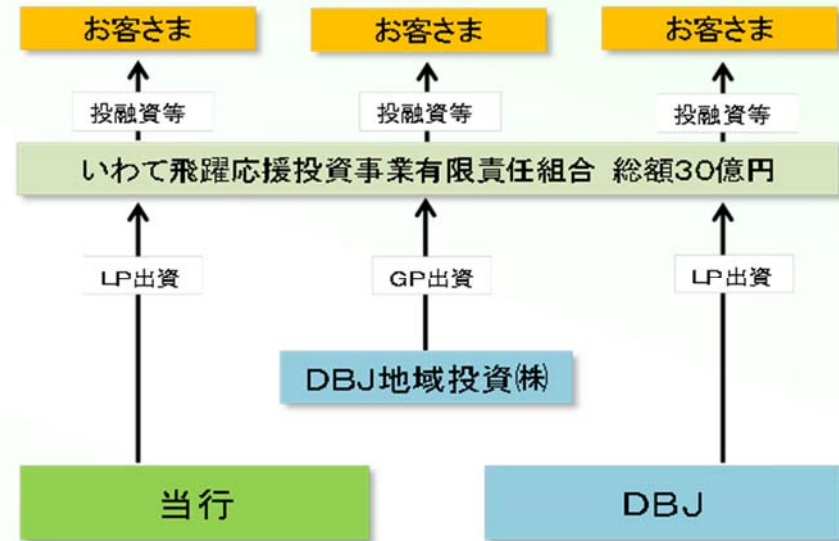 お客さま
お客さま
お客さま
投融資等
投融資等
投融資等
いわて飛躍応援投資事業有限責任組合 総額30億円
LP出資
GP出資
LP出資
DBJ地域投資㈱
当行
DBJ